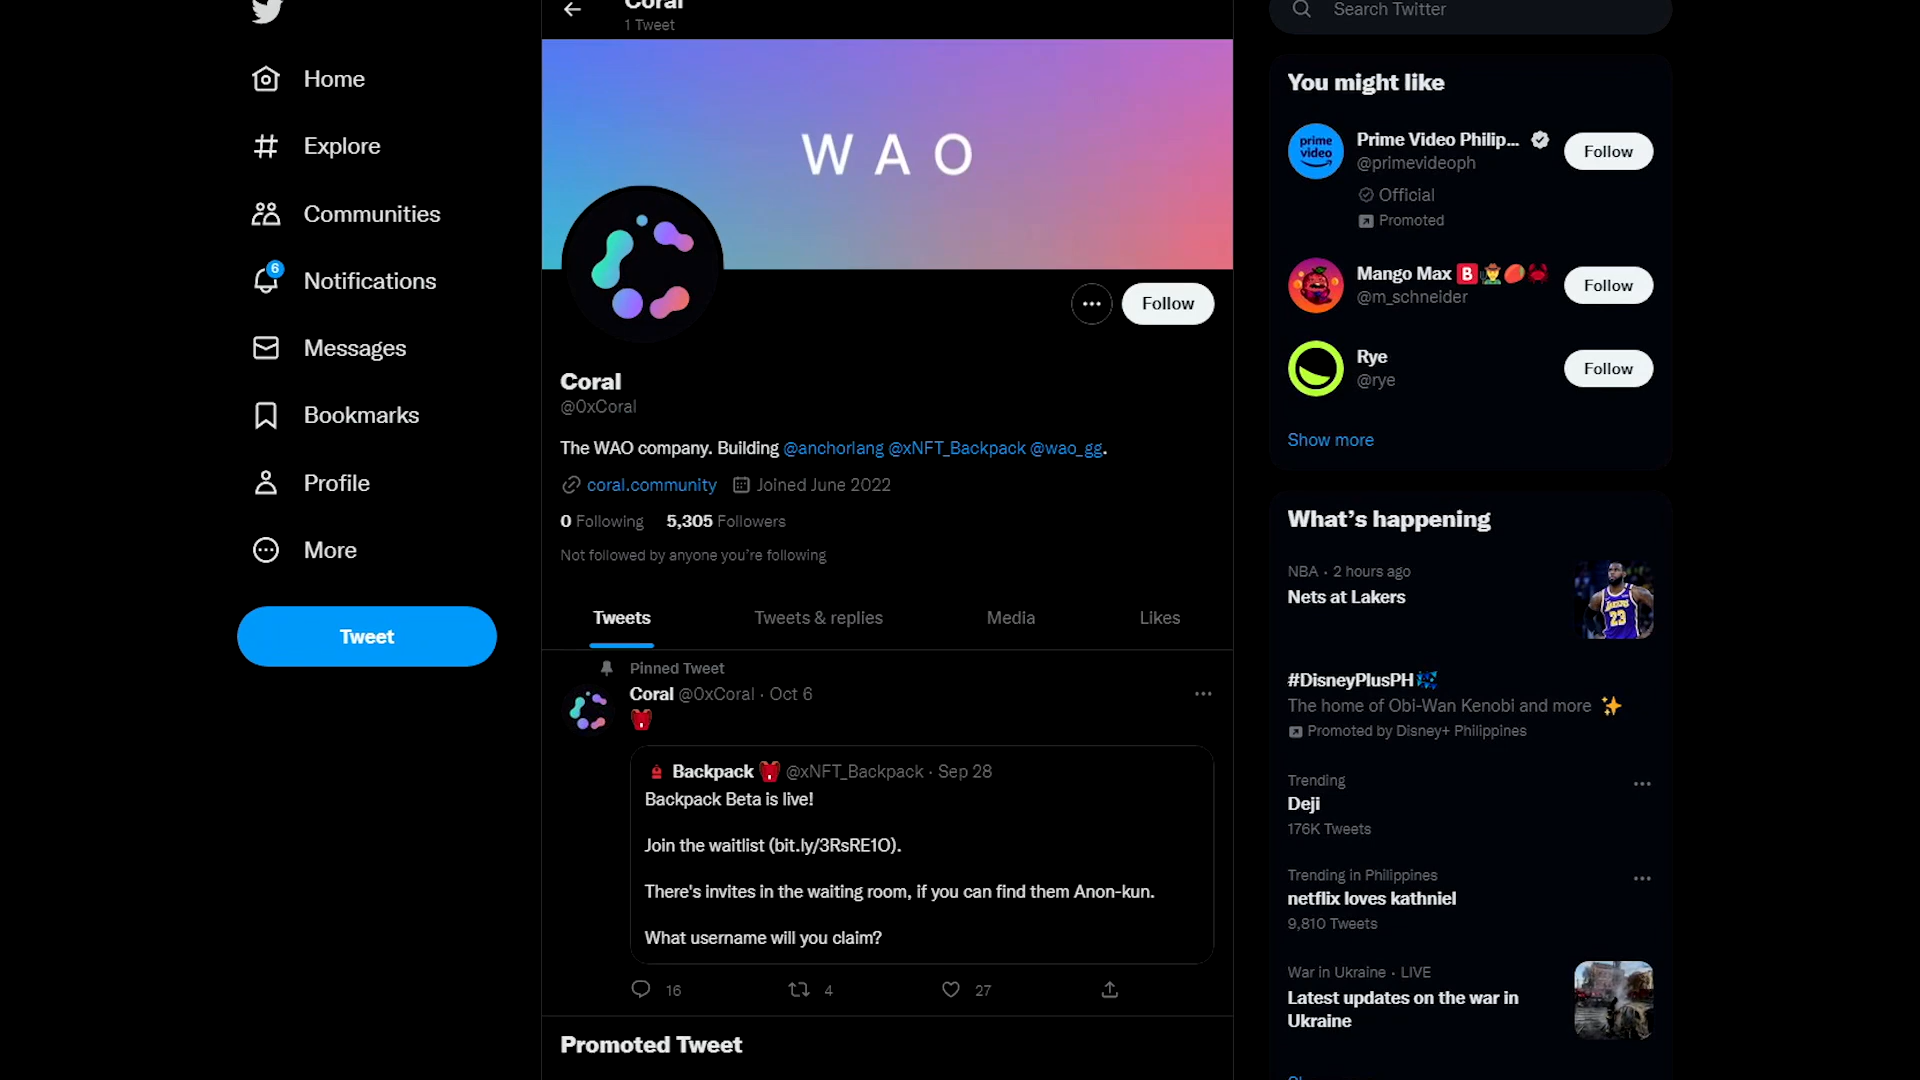 Home
Explore
Communities
6
Notifications
Messages
Bookmarks
Profile
More
Tweet
Coral
1 Tweet
W A O
Follow
Coral
@0xCoral
The WAO company. Building @anchorlang @xNFT_Backpack @wao_gg.
coral.community Joined June 2022
0 Following 5,305 Followers
Not followed by anyone you're following
Tweets Tweets & replies Media Likes
Pinned Tweet
Coral @0xCoral · Oct 6
Backpack @xNFT_Backpack · Sep 28
Backpack Beta is live!
Join the waitlist (bit.ly/3RsRE1O).
There's invites in the waiting room, if you can find them Anon-kun.
What username will you claim?
16 4 27
Promoted Tweet
Search Twitter
You might like
prime
video
Prime Video Philip...
@primevideoph
Official
Promoted
Follow
Mango Max 🅱
@m_schneider
Follow
Rye
@rye
Follow
Show more
What's happening
NBA · 2 hours ago
Nets at Lakers
LAKERS
23
#DisneyPlusPH
The home of Obi-Wan Kenobi and more
Promoted by Disney+ Philippines
Trending
Deji
176K Tweets
Trending in Philippines
netflix loves kathniel
9,810 Tweets
War in Ukraine · LIVE
Latest updates on the war in
Ukraine